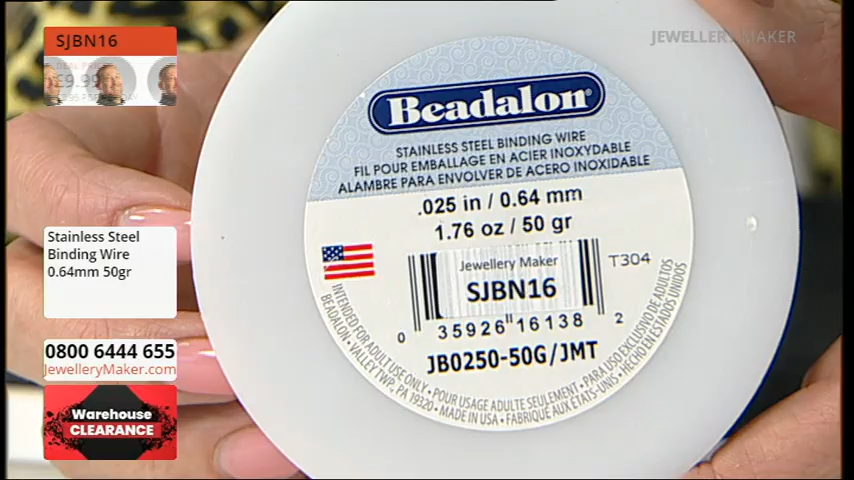 SJBN16
JEWELLERY MAKER
£9.99
Beadalon®
STAINLESS STEEL BINDING WIRE
FIL POUR EMBALLAGE EN ACIER INOXYDABLE
ALAMBRE PARA ENVOLVER DE ACERO INOXIDABLE
.025 in / 0.64 mm
1.76 oz / 50 gr
Jewellery Maker
SJBN16
T304
0 35926 16138 2
JB0250-50G/JMT
INTENDED FOR ADULT USE ONLY • POUR USAGE ADULTE SEULEMENT • PARA USO EXCLUSIVO DE ADULTOS
BEADALON • VALLEY TWP, PA 19320 • MADE IN USA • FABRIQUÉ AUX ÉTATS-UNIS • HECHO EN ESTADOS UNIDOS
Stainless Steel
Binding Wire
0.64mm 50gr
0800 6444 655
JewelleryMaker.com
Warehouse
CLEARANCE